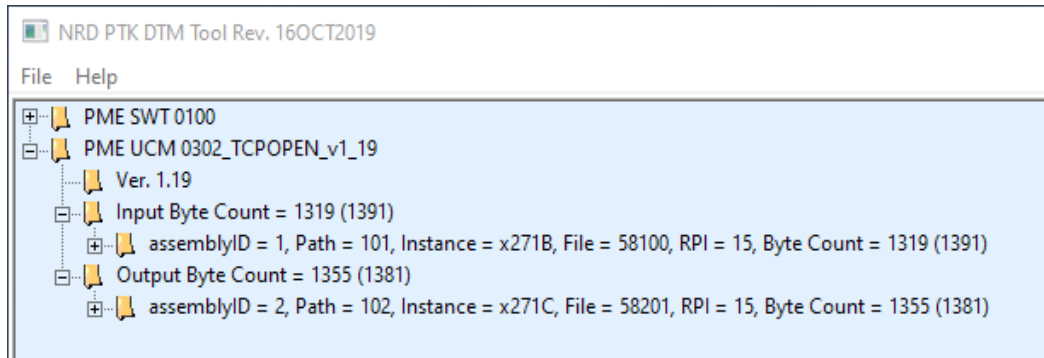 NRD PTK DTM Tool Rev. 16OCT2019
File Help
PME SWT 0100
PME UCM 0302_TCPOPEN_v1_19
Ver. 1.19
Input Byte Count = 1319 (1391)
assemblyID = 1, Path = 101, Instance = x271B, File = 58100, RPI = 15, Byte Count = 1319 (1391)
Output Byte Count = 1355 (1381)
assemblyID = 2, Path = 102, Instance = x271C, File = 58201, RPI = 15, Byte Count = 1355 (1381)